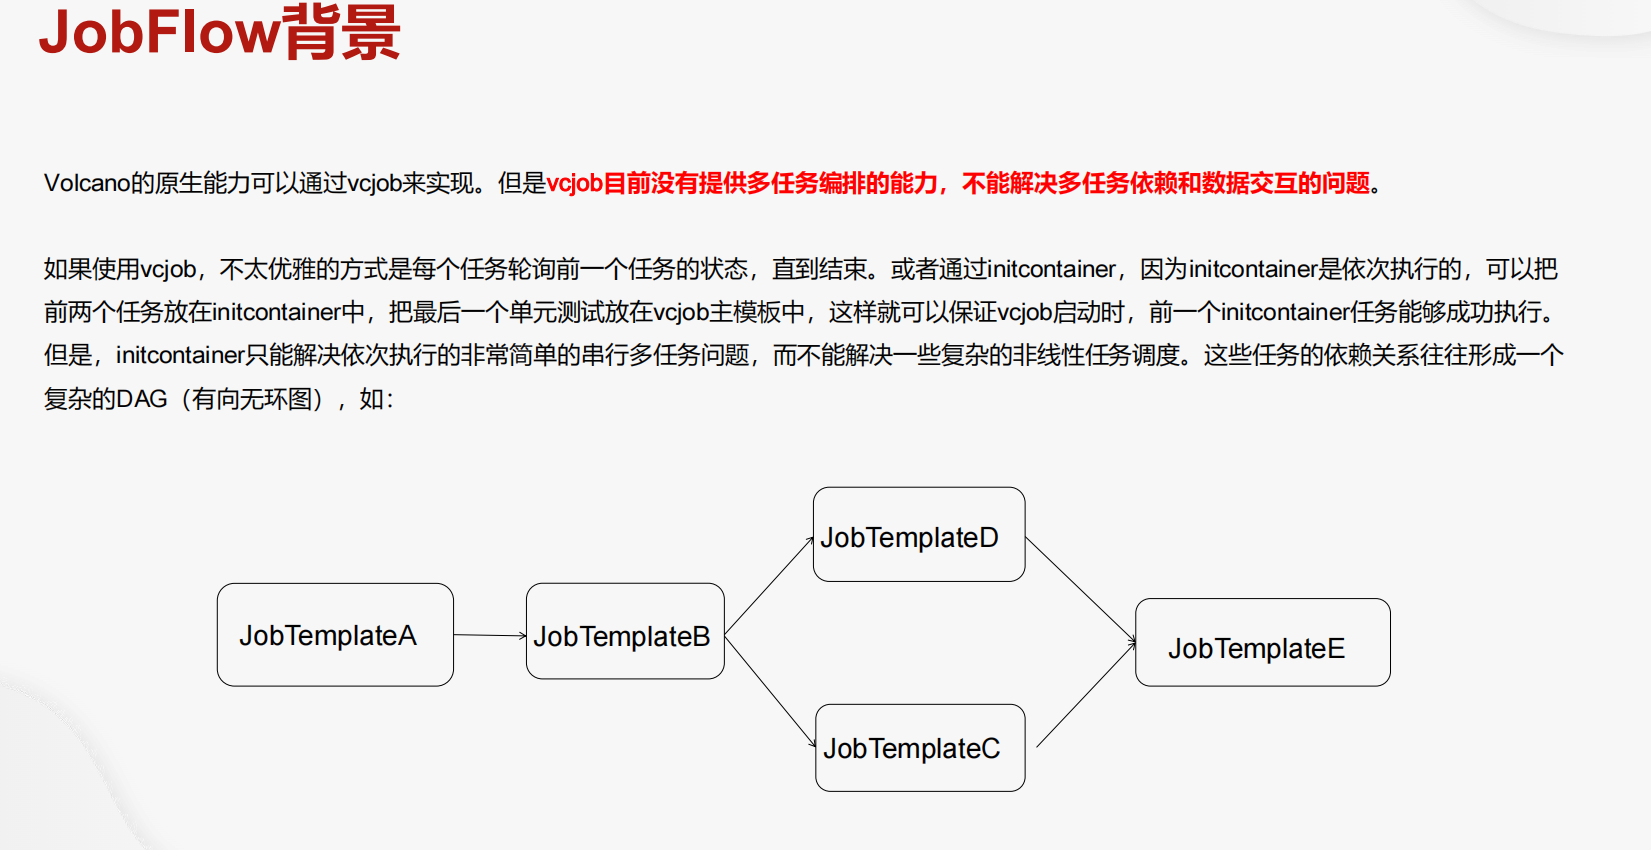 JobFlow背景
Volcano的原生能力可以通过vcjob来实现。但是vcjob目前没有提供多任务编排的能力，不能解决多任务依赖和数据交互的问题。
如果使用vcjob，不太优雅的方式是每个任务轮询前一个任务的状态，直到结束。或者通过initcontainer，因为initcontainer是依次执行的，可以把
前两个任务放在initcontainer中，把最后一个单元测试放在vcjob主模板中，这样就可以保证vcjob启动时，前一个initcontainer任务能够成功执行。
但是，initcontainer只能解决依次执行的非常简单的串行多任务问题，而不能解决一些复杂的非线性任务调度。这些任务的依赖关系往往形成一个
复杂的DAG（有向无环图），如：
JobTemplateA
JobTemplateB
JobTemplateD
JobTemplateC
JobTemplateE